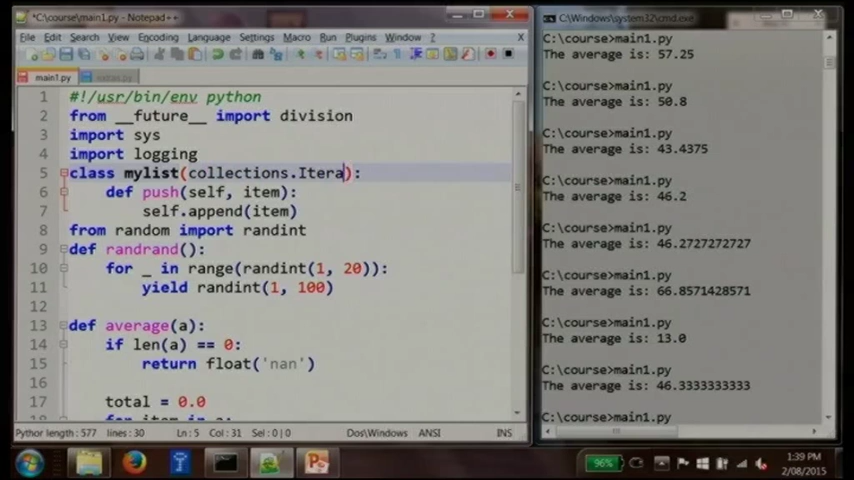 *C:\course\main1.py - Notepad++
File Edit Search View Encoding Language Settings Macro Run Plugins Window ? X
main1.py
1 #!/usr/bin/env python
2 from __future__ import division
3 import sys
4 import logging
5 class mylist(collections.Itera):
6 def push(self, item):
7 self.append(item)
8 from random import randint
9 def randrand():
10 for _ in range(randint(1, 20)):
11 yield randint(1, 100)
12
13 def average(a):
14 if len(a) == 0:
15 return float('nan')
16
17 total = 0.0
18 for item in a:
Pythor length : 577 lines : 30 Ln : 5 Col : 31 Sel : 0 | 0 Dos\Windows ANSI INS
C:\Windows\system32\cmd.exe
C:\course>main1.py
The average is: 57.25
C:\course>main1.py
The average is: 50.8
C:\course>main1.py
The average is: 43.4375
C:\course>main1.py
The average is: 46.2
C:\course>main1.py
The average is: 46.2727272727
C:\course>main1.py
The average is: 66.8571428571
C:\course>main1.py
The average is: 13.0
C:\course>main1.py
The average is: 46.3333333333
C:\course>main1.py
96%
1:39 PM
2/08/2015